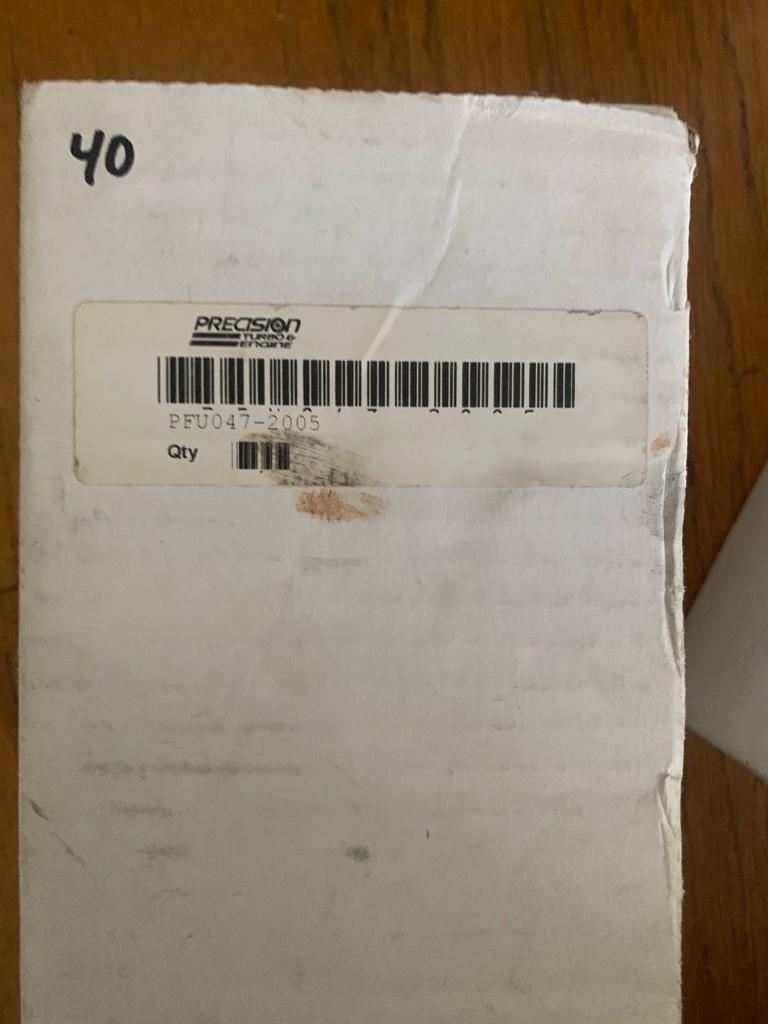 40
PRECISION
TURBO &
ENGINE
PFU047-2005
Qty